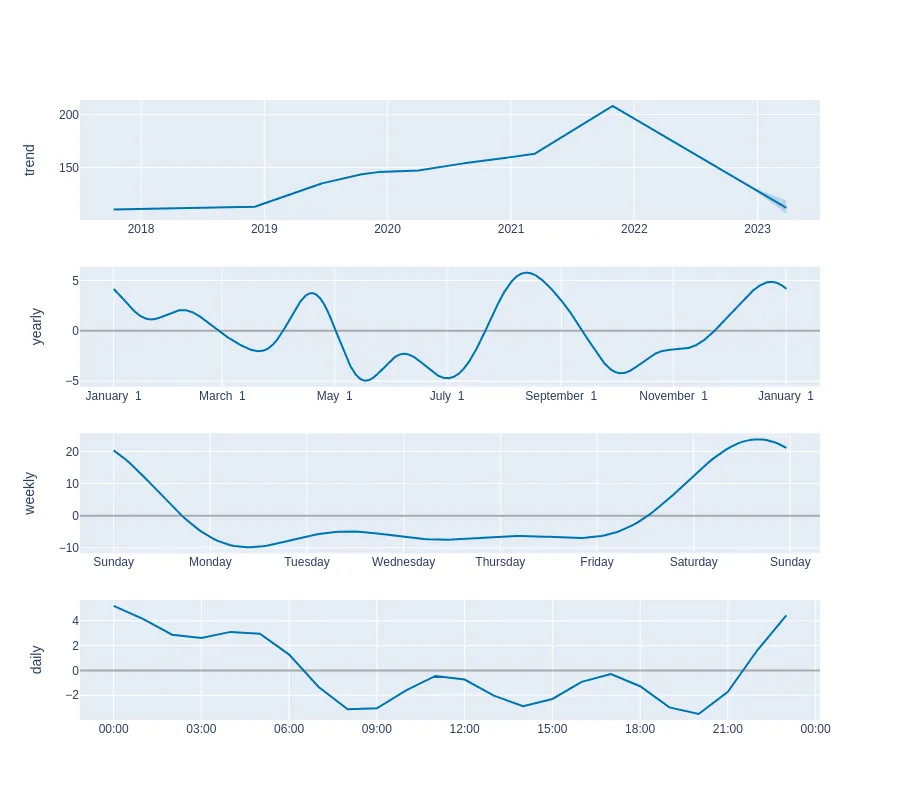 trend
200
150
2018 2019 2020 2021 2022 2023
yearly
5
0
−5
January 1 March 1 May 1 July 1 September 1 November 1 January 1
weekly
20
10
0
−10
Sunday Monday Tuesday Wednesday Thursday Friday Saturday Sunday
daily
4
2
0
−2
00:00 03:00 06:00 09:00 12:00 15:00 18:00 21:00 00:00